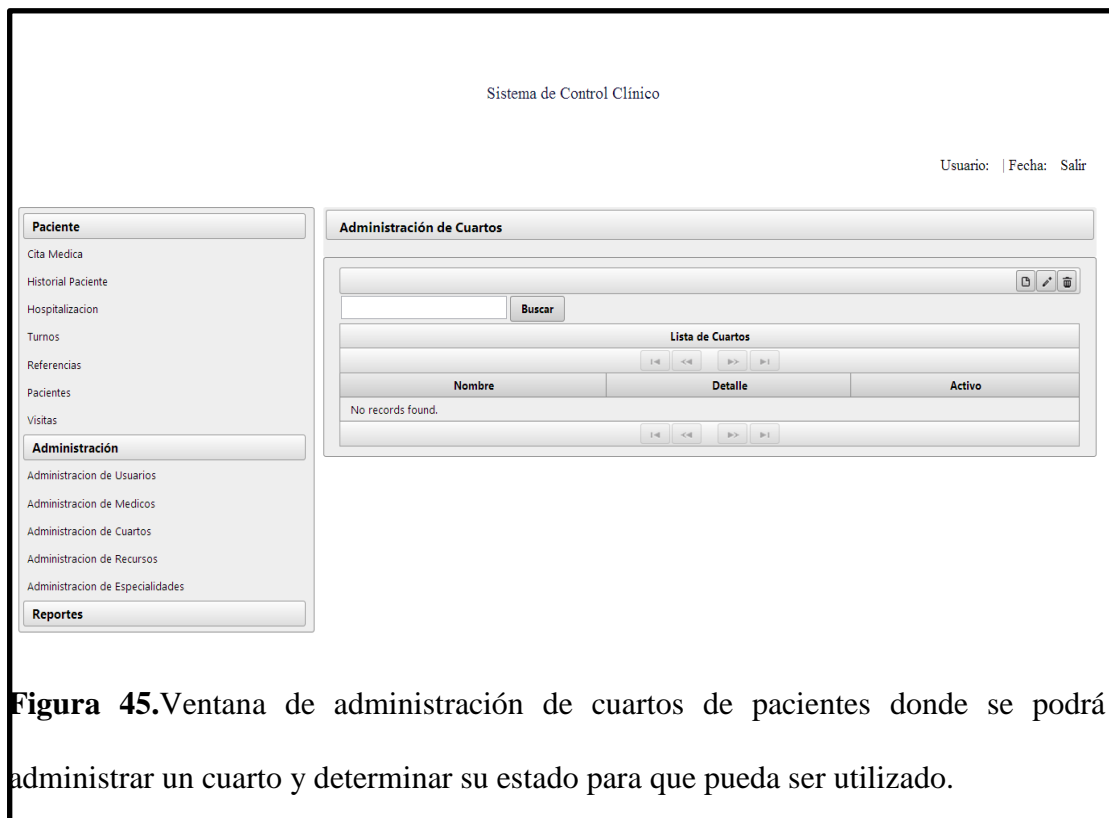 Sistema de Control Clínico
Usuario: | Fecha: Salir
Paciente
Cita Medica
Historial Paciente
Hospitalizacion
Turnos
Referencias
Pacientes
Visitas
Administración
Administracion de Usuarios
Administracion de Medicos
Administracion de Cuartos
Administracion de Recursos
Administracion de Especialidades
Reportes
Administración de Cuartos
Buscar
Lista de Cuartos
Nombre Detalle Activo
No records found.
Figura 45.Ventana de administración de cuartos de pacientes donde se podrá
administrar un cuarto y determinar su estado para que pueda ser utilizado.